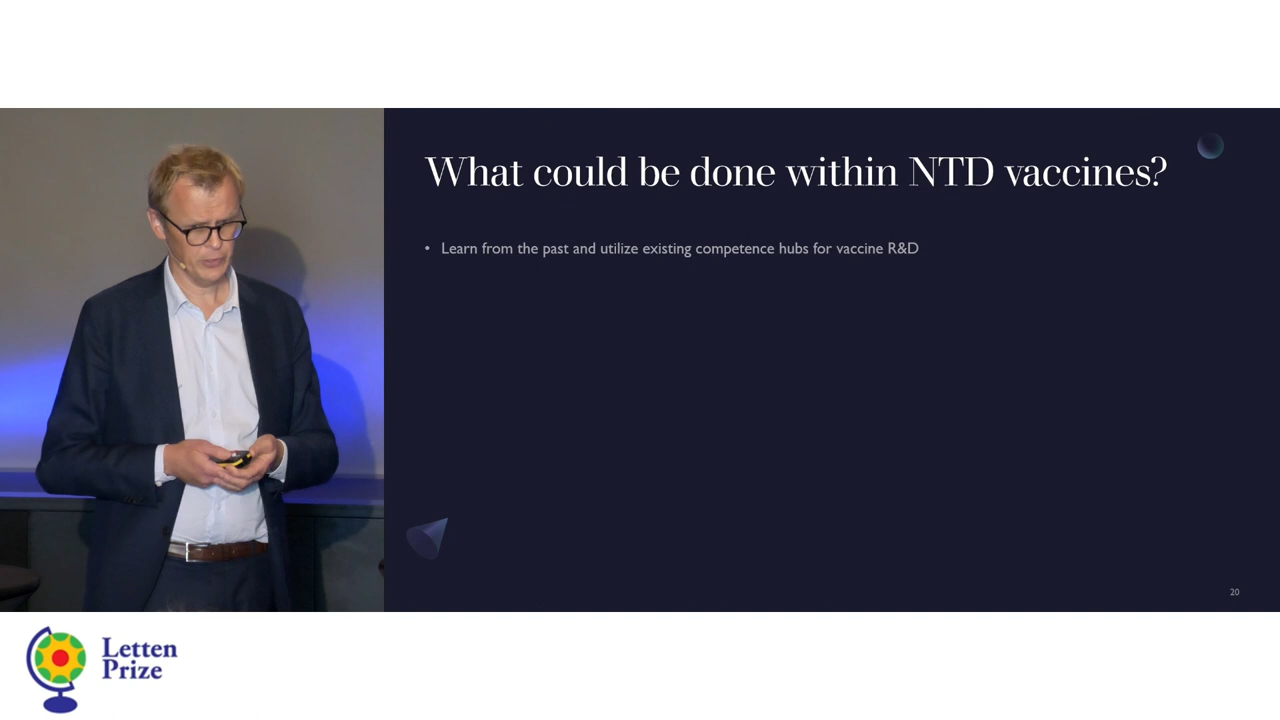 What could be done within NTD vaccines?
• Learn from the past and utilize existing competence hubs for vaccine R&D
20
Letten
Prize